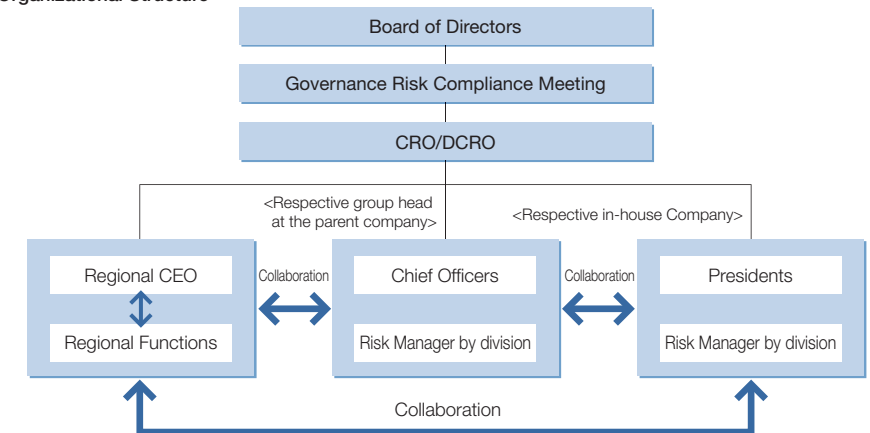 Organizational Structure
Board of Directors
Governance Risk Compliance Meeting
CRO/DCRO
<Respective group head
at the parent company>
<Respective in-house Company>
Regional CEO
Collaboration
Chief Officers
Collaboration
Presidents
Regional Functions
Risk Manager by division
Risk Manager by division
Collaboration